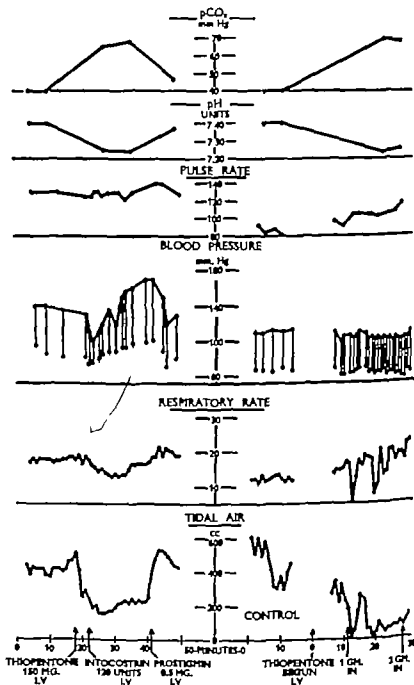 pCO₂
mm Hg
70
60
50
40
pH
UNITS
7.40
7.30
7.20
PULSE RATE
140
120
100
80
BLOOD PRESSURE
mm. Hg
180
140
100
60
RESPIRATORY RATE
30
20
10
TIDAL AIR
cc
600
400
200
CONTROL
0 10 20 30 40 50-MINUTES-0 10 20 30
THIOPENTONE
150 MG.
I.V
INTOCOSTRIN
120 UNITS
I.V
PROSTIGMIN
0.5 MG.
I.V
THIOPENTONE
BEGUN
I.V
1 GM.
IN
2 GM.
IN